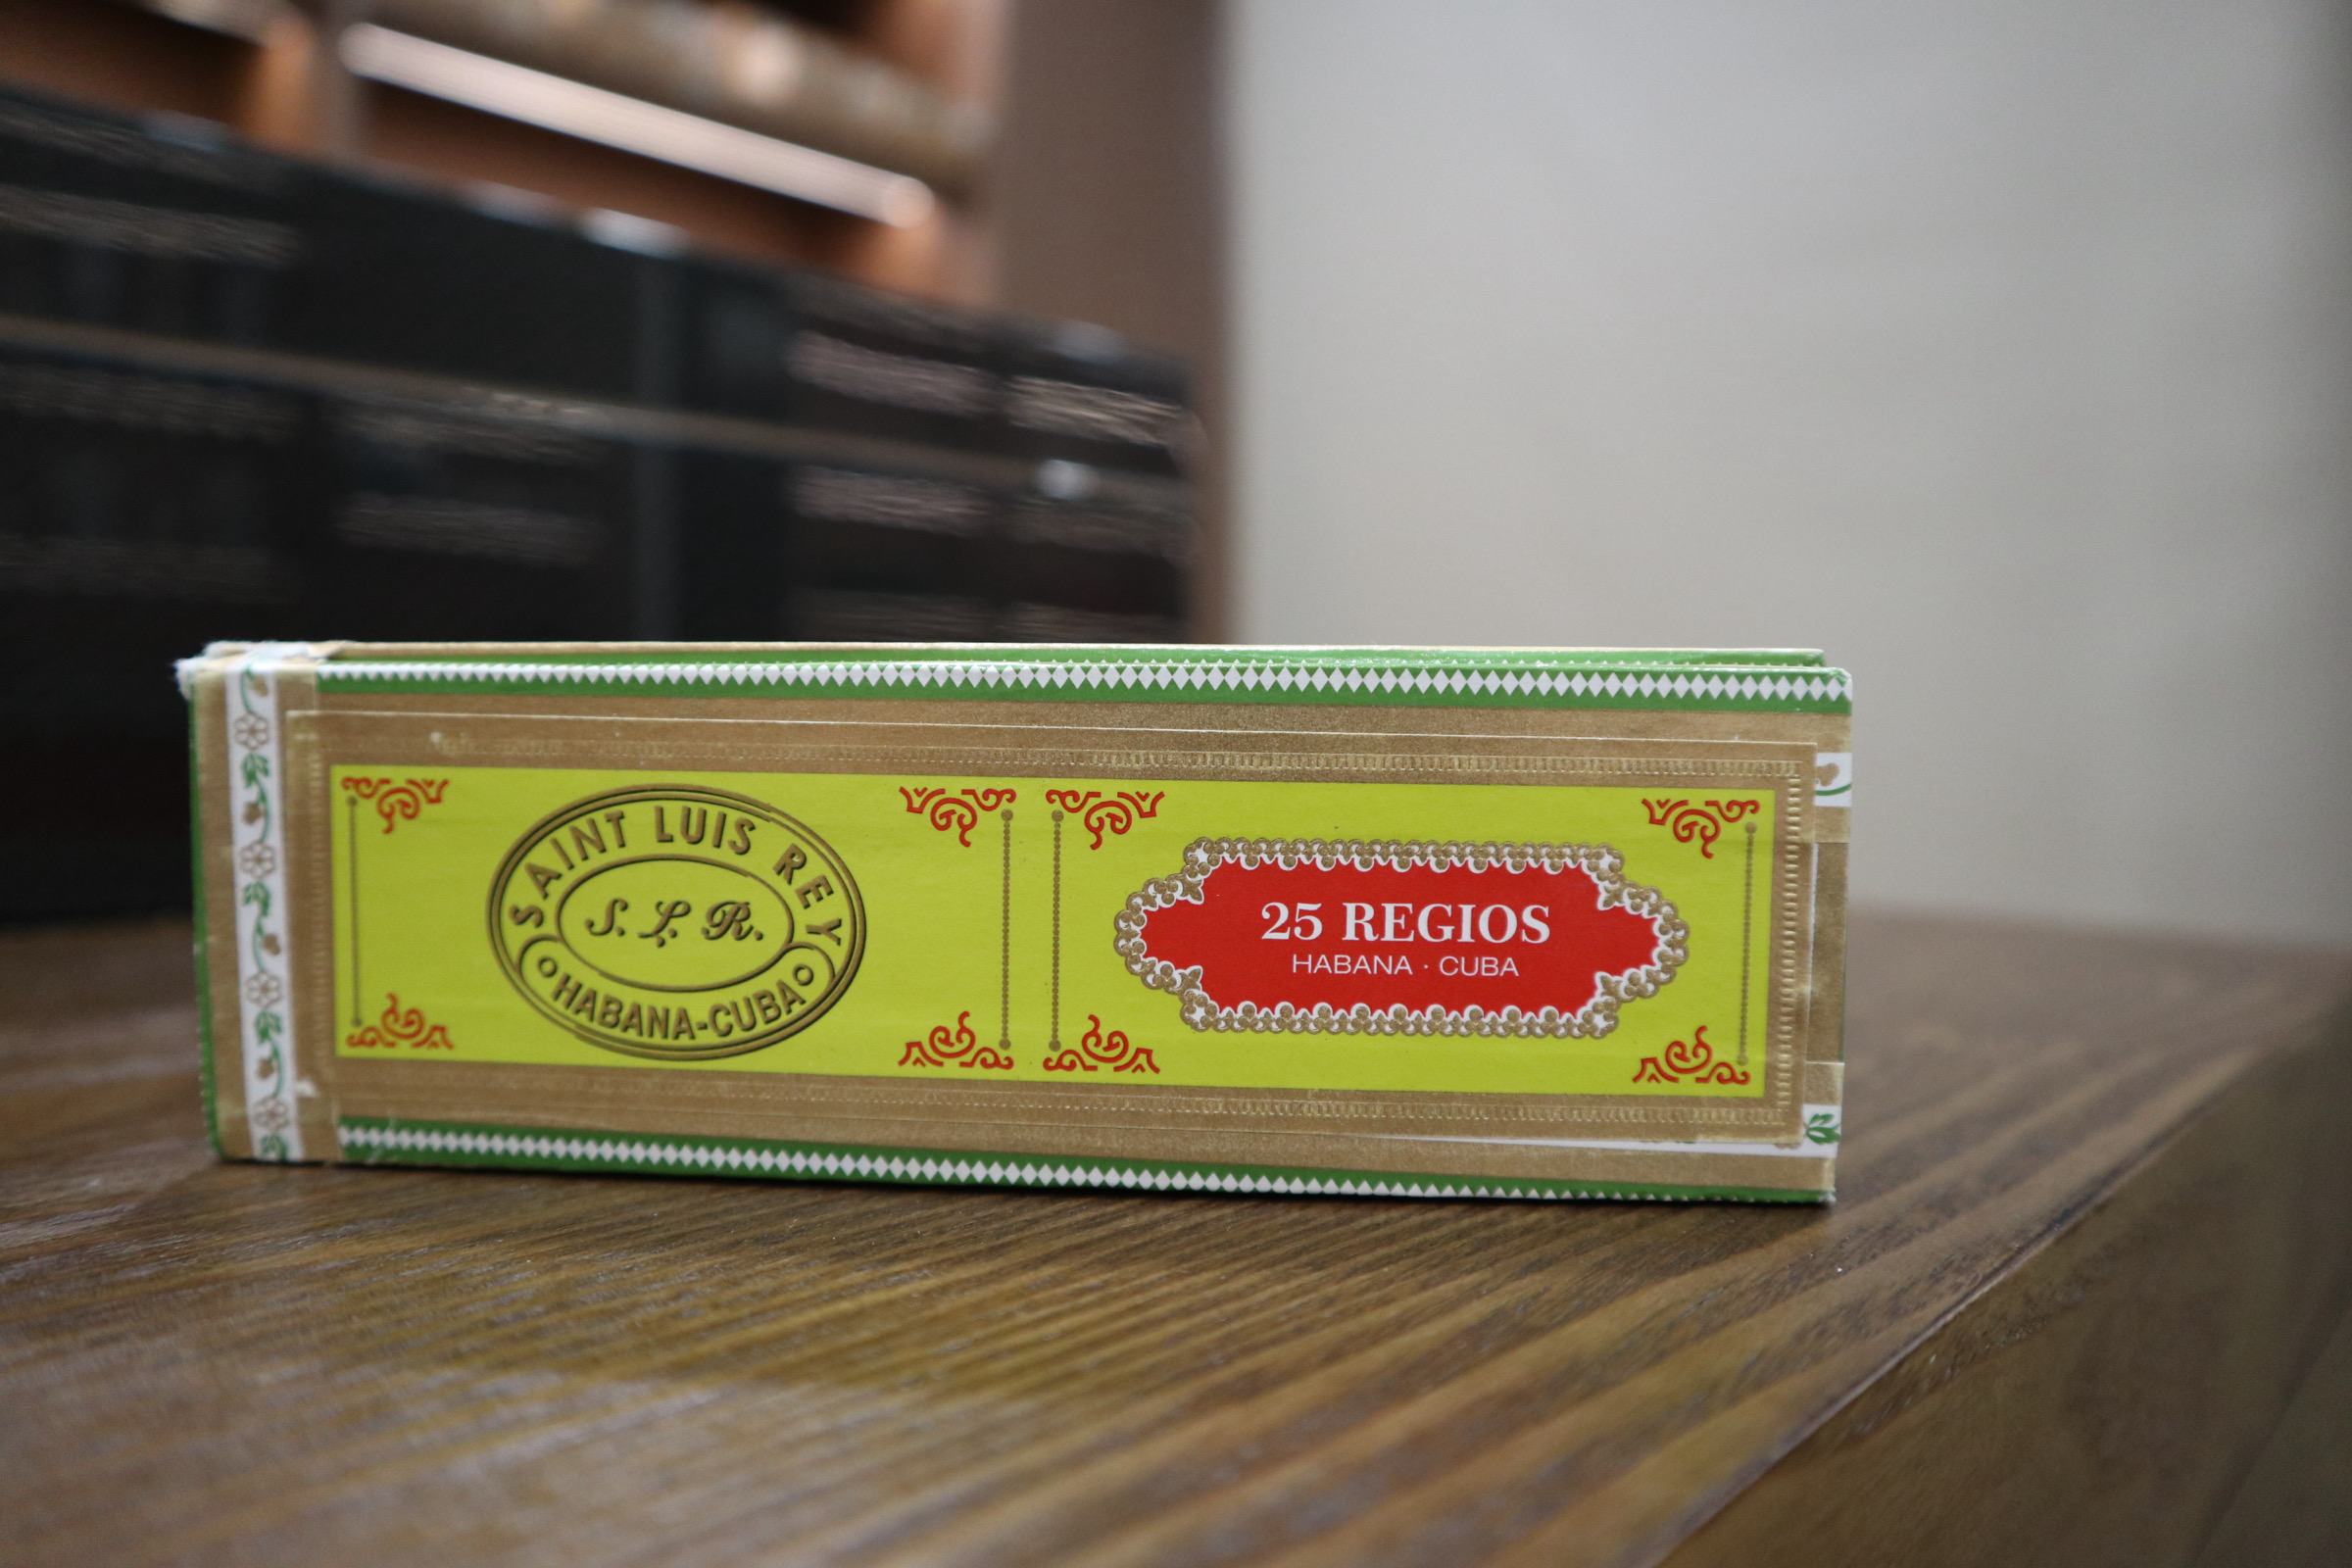 SAINT LUIS REY
S. L. R.
HABANA-CUBA
25 REGIOS
HABANA · CUBA